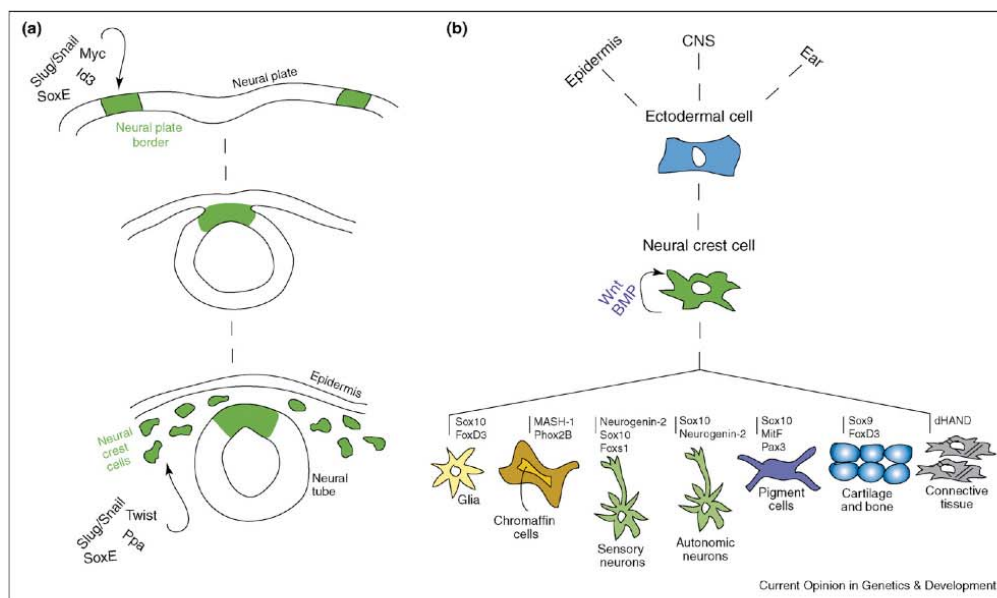 (a)
Slug/Snail
Myc
Id3
SoxE
Neural plate
Neural plate
border
Epidermis
Neural
crest
cells
Neural
tube
Slug/Snail
Twist
Ppa
SoxE
(b)
Epidermis
CNS
Ear
Ectodermal cell
Neural crest cell
Wnt
BMP
Sox10
FoxD3
Glia
MASH-1
Phox2B
Chromaffin
cells
Neurogenin-2
Sox10
Foxs1
Sensory
neurons
Sox10
Neurogenin-2
Autonomic
neurons
Sox10
MitF
Pax3
Pigment
cells
Sox9
FoxD3
Cartilage
and bone
dHAND
Connective
tissue
Current Opinion in Genetics & Development